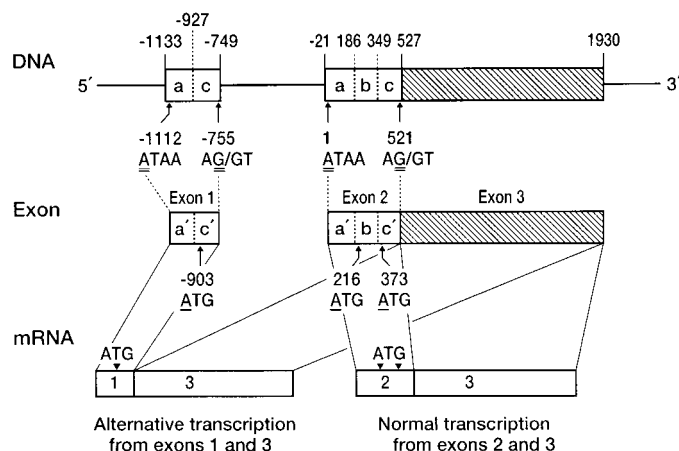 -927
-1133 -749 -21 186 349 527 1930
DNA
5´ a c a b c 3´
-1112 -755 1 521
ATAA AG/GT ATAA AG/GT
Exon 1 Exon 2 Exon 3
Exon
a´ c´ a´ b c´
-903 216 373
ATG ATG ATG
mRNA
ATG ATG
1 3 2 3
Alternative transcription Normal transcription
from exons 1 and 3 from exons 2 and 3